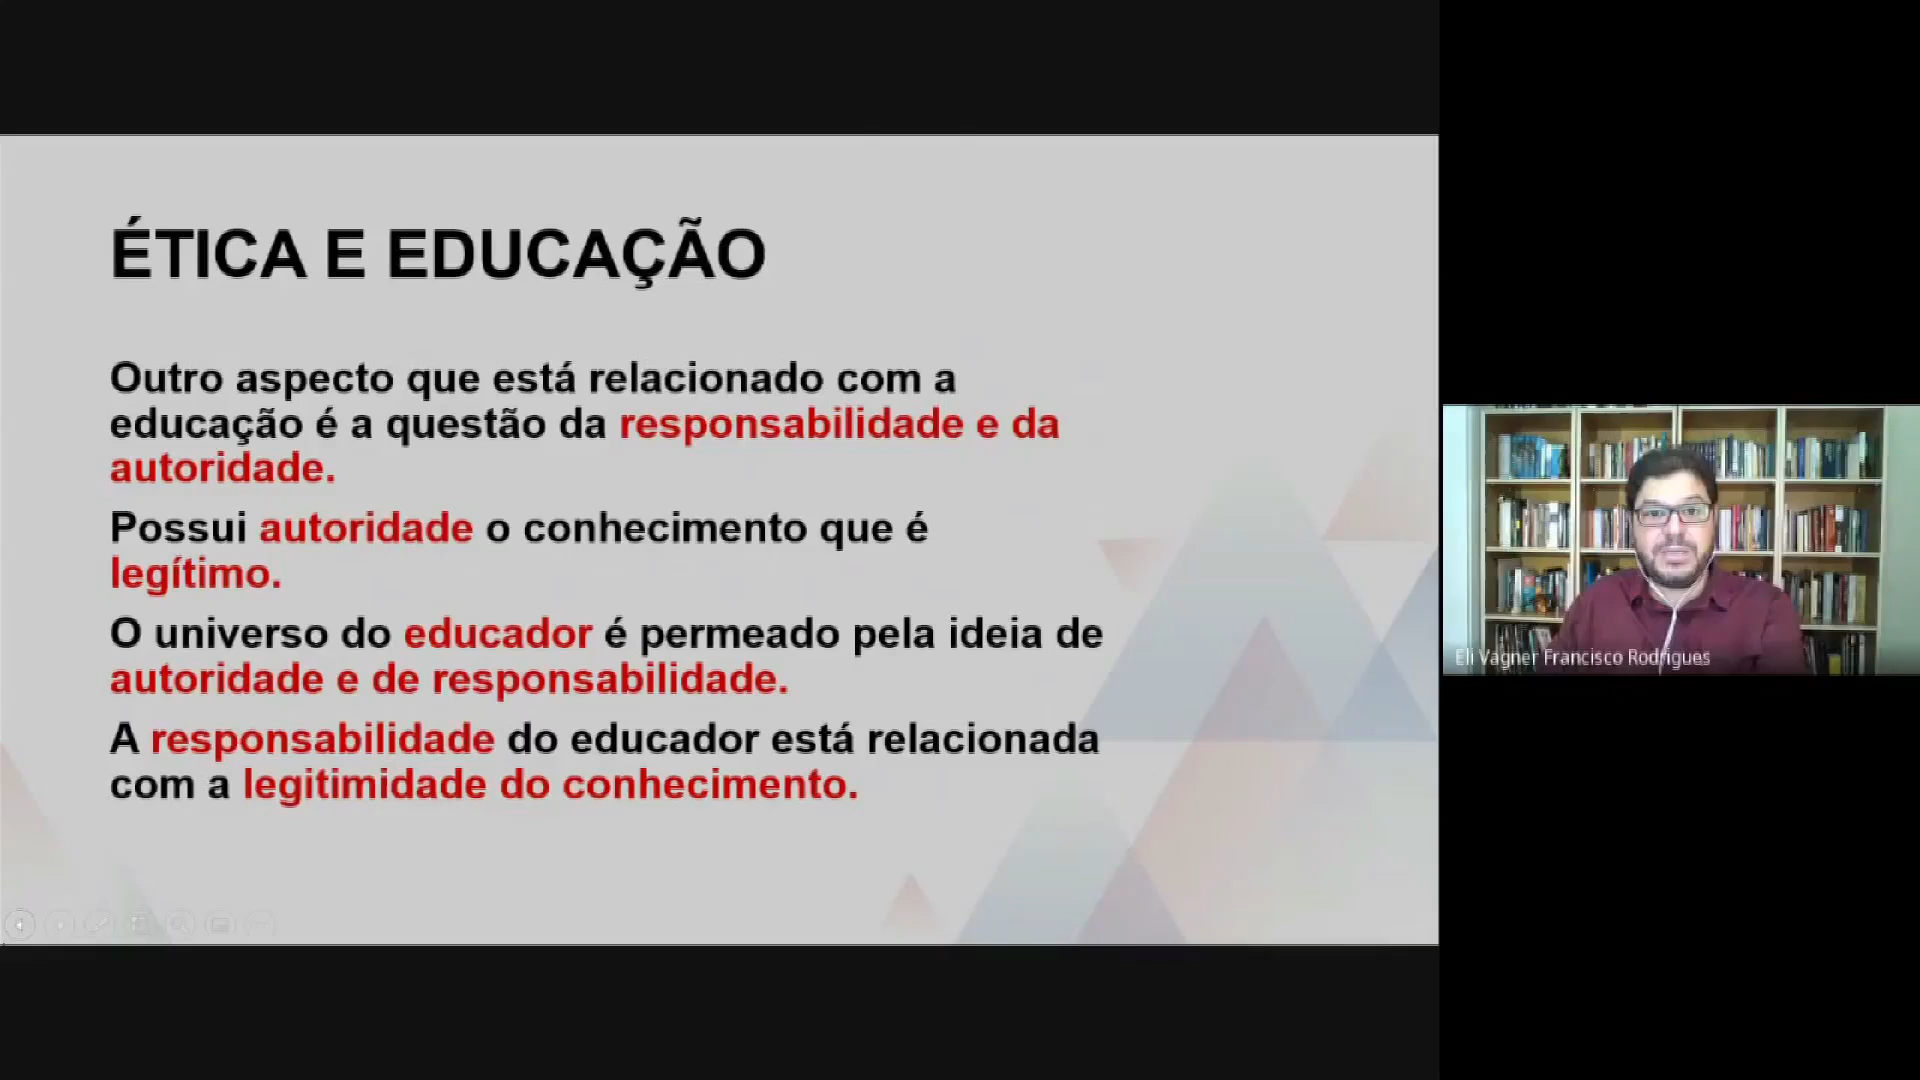 ÉTICA E EDUCAÇÃO
Outro aspecto que está relacionado com a
educação é a questão da responsabilidade e da
autoridade.
Possui autoridade o conhecimento que é
legítimo.
O universo do educador é permeado pela ideia de
autoridade e de responsabilidade.
A responsabilidade do educador está relacionada
com a legitimidade do conhecimento.
Eli Vagner Francisco Rodrigues